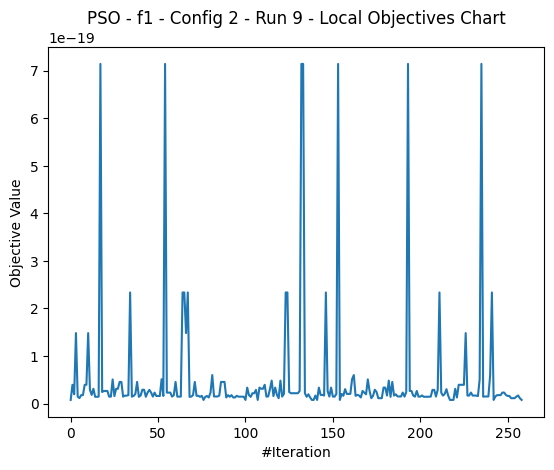 PSO - f1 - Config 2 - Run 9 - Local Objectives Chart
1e−19
7
6
5
4
3
2
1
0
Objective Value
0 50 100 150 200 250
#Iteration